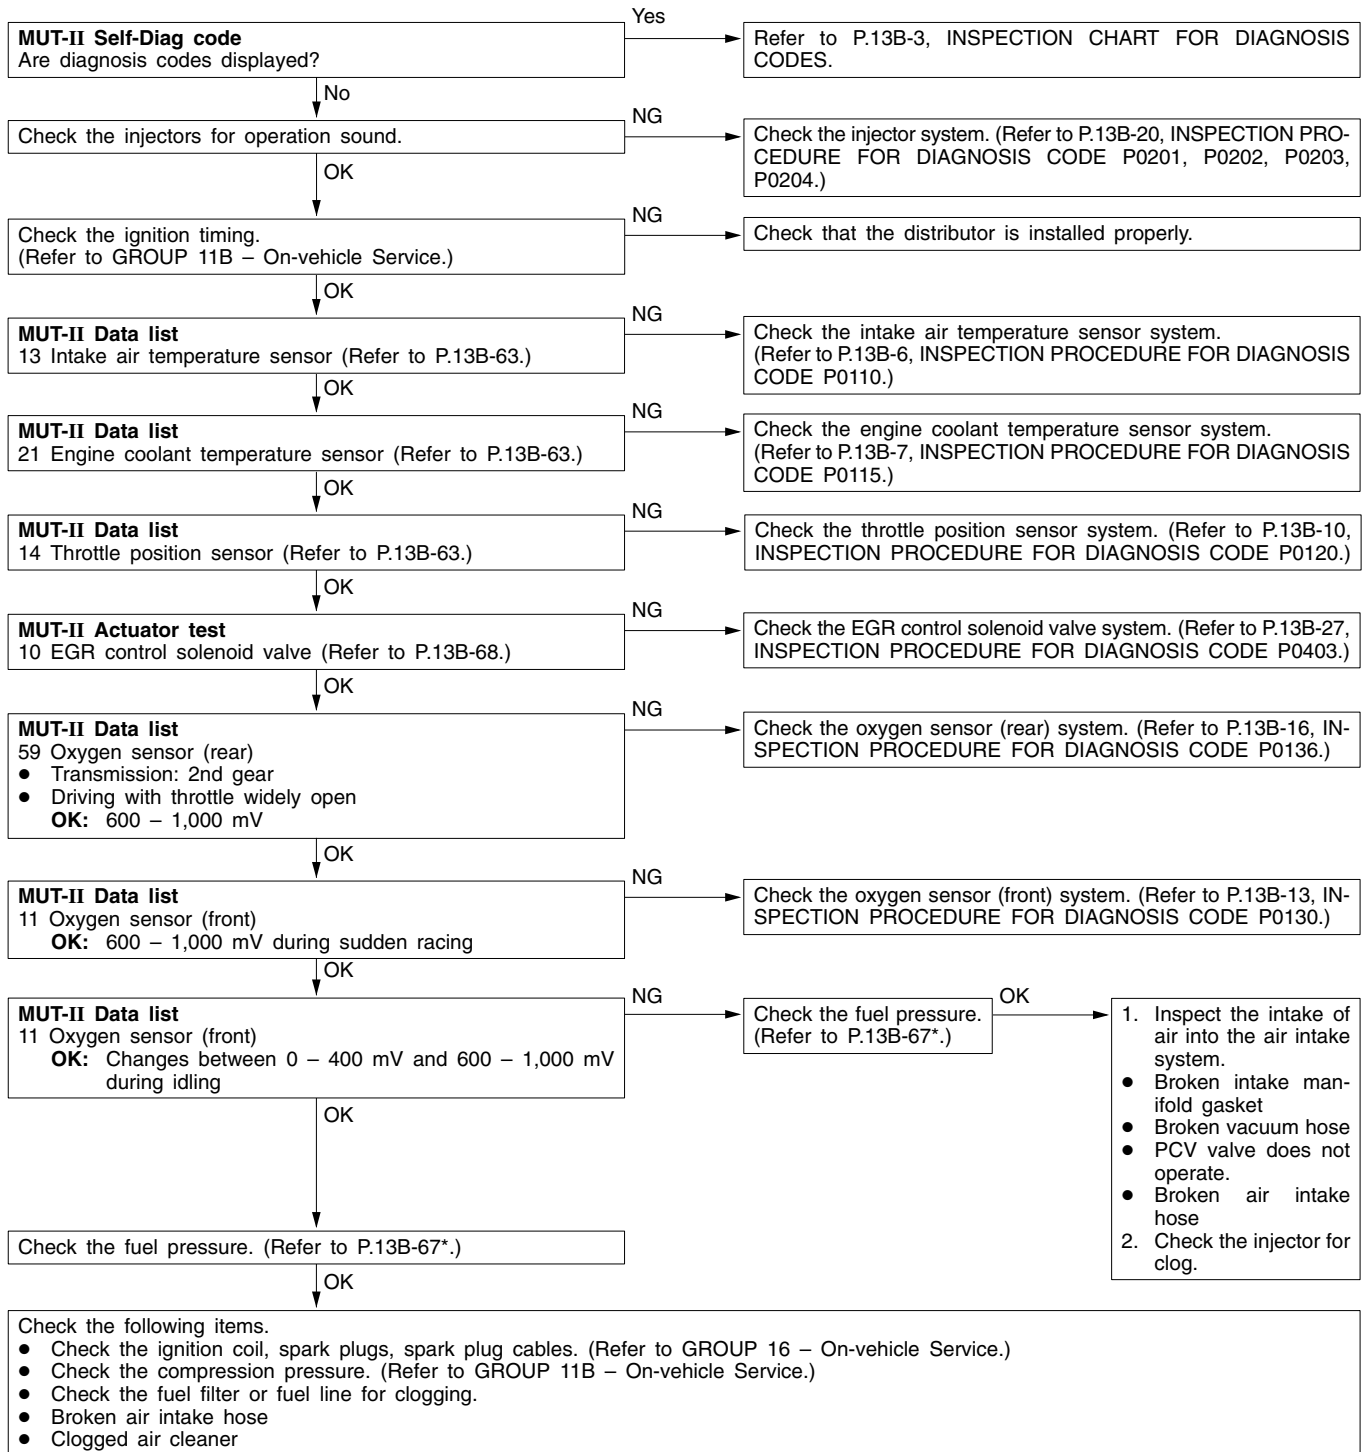 MUT-II Self-Diag code
Are diagnosis codes displayed?
Yes
Refer to P.13B-3, INSPECTION CHART FOR DIAGNOSIS
CODES.
No
Check the injectors for operation sound.
NG
Check the injector system. (Refer to P.13B-20, INSPECTION PRO-
CEDURE FOR DIAGNOSIS CODE P0201, P0202, P0203,
P0204.)
OK
Check the ignition timing.
(Refer to GROUP 11B – On-vehicle Service.)
NG
Check that the distributor is installed properly.
OK
MUT-II Data list
13 Intake air temperature sensor (Refer to P.13B-63.)
NG
Check the intake air temperature sensor system.
(Refer to P.13B-6, INSPECTION PROCEDURE FOR DIAGNOSIS
CODE P0110.)
OK
MUT-II Data list
21 Engine coolant temperature sensor (Refer to P.13B-63.)
NG
Check the engine coolant temperature sensor system.
(Refer to P.13B-7, INSPECTION PROCEDURE FOR DIAGNOSIS
CODE P0115.)
OK
MUT-II Data list
14 Throttle position sensor (Refer to P.13B-63.)
NG
Check the throttle position sensor system. (Refer to P.13B-10,
INSPECTION PROCEDURE FOR DIAGNOSIS CODE P0120.)
OK
MUT-II Actuator test
10 EGR control solenoid valve (Refer to P.13B-68.)
NG
Check the EGR control solenoid valve system. (Refer to P.13B-27,
INSPECTION PROCEDURE FOR DIAGNOSIS CODE P0403.)
OK
MUT-II Data list
59 Oxygen sensor (rear)
● Transmission: 2nd gear
● Driving with throttle widely open
OK: 600 – 1,000 mV
NG
Check the oxygen sensor (rear) system. (Refer to P.13B-16, IN-
SPECTION PROCEDURE FOR DIAGNOSIS CODE P0136.)
OK
MUT-II Data list
11 Oxygen sensor (front)
OK: 600 – 1,000 mV during sudden racing
NG
Check the oxygen sensor (front) system. (Refer to P.13B-13, IN-
SPECTION PROCEDURE FOR DIAGNOSIS CODE P0130.)
OK
MUT-II Data list
11 Oxygen sensor (front)
OK: Changes between 0 – 400 mV and 600 – 1,000 mV
during idling
NG
Check the fuel pressure.
(Refer to P.13B-67*.)
OK
1. Inspect the intake of
air into the air intake
system.
● Broken intake man-
ifold gasket
● Broken vacuum hose
● PCV valve does not
operate.
● Broken air intake
hose
2. Check the injector for
clog.
OK
Check the fuel pressure. (Refer to P.13B-67*.)
OK
Check the following items.
● Check the ignition coil, spark plugs, spark plug cables. (Refer to GROUP 16 – On-vehicle Service.)
● Check the compression pressure. (Refer to GROUP 11B – On-vehicle Service.)
● Check the fuel filter or fuel line for clogging.
● Broken air intake hose
● Clogged air cleaner